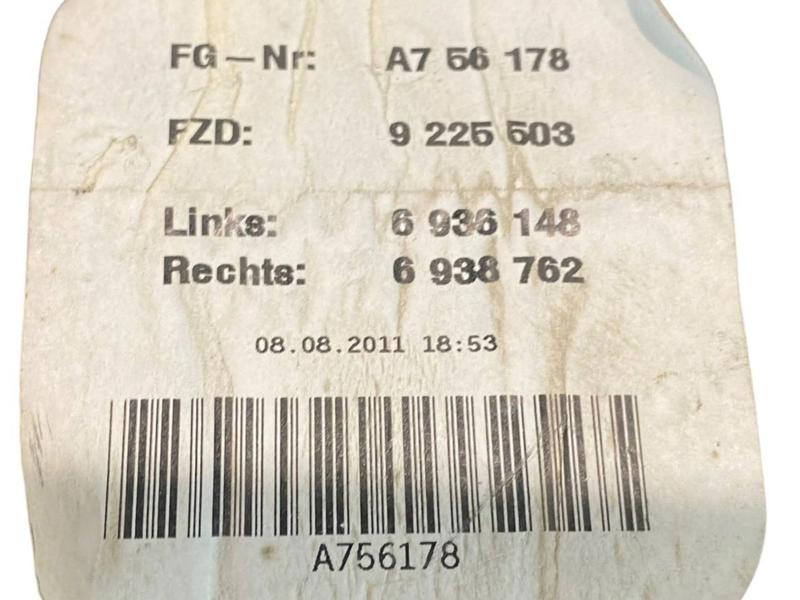 FG-Nr: A7 56 178
FZD: 9 225 503
Links: 6 936 148
Rechts: 6 938 762
08.08.2011 18:53
A756178